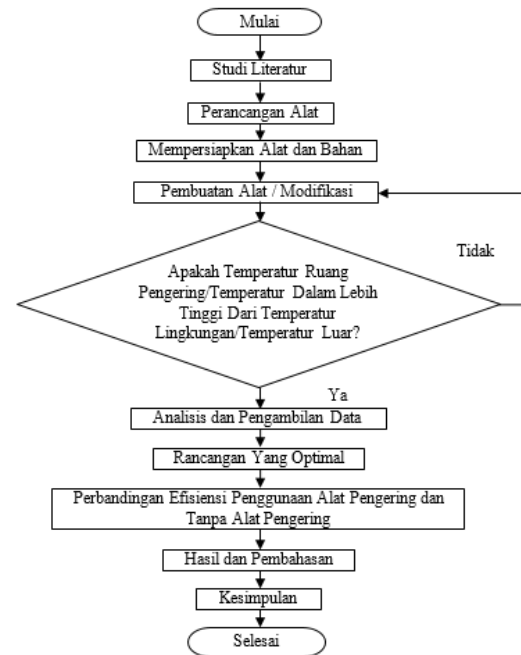 Mulai
Studi Literatur
Perancangan Alat
Mempersiapkan Alat dan Bahan
Pembuatan Alat / Modifikasi
Tidak
Apakah Temperatur Ruang
Pengering/Temperatur Dalam Lebih
Tinggi Dari Temperatur
Lingkungan/Temperatur Luar?
Ya
Analisis dan Pengambilan Data
Rancangan Yang Optimal
Perbandingan Efisiensi Penggunaan Alat Pengering dan
Tanpa Alat Pengering
Hasil dan Pembahasan
Kesimpulan
Selesai